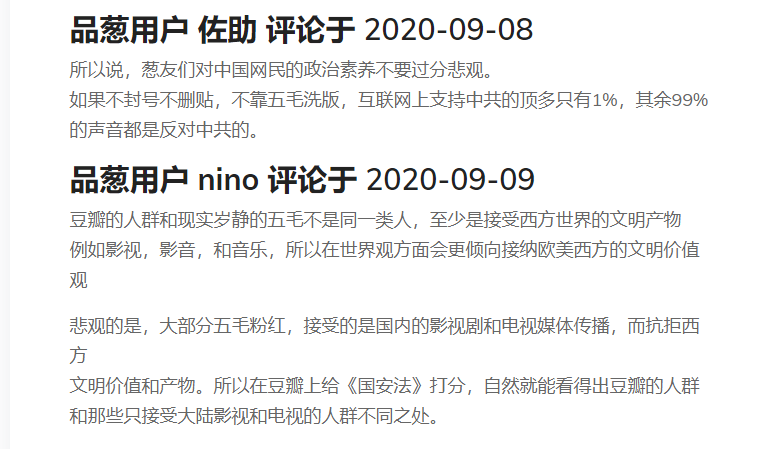 品葱用户 佐助 评论于 2020-09-08
所以说，葱友们对中国网民的政治素养不要过分悲观。
如果不封号不删贴，不靠五毛洗版，互联网上支持中共的顶多只有1%，其余99%
的声音都是反对中共的。
品葱用户 nino 评论于 2020-09-09
豆瓣的人群和现实岁静的五毛不是同一类人，至少是接受西方世界的文明产物
例如影视，影音，和音乐，所以在世界观方面会更倾向接纳欧美西方的文明价值
观
悲观的是，大部分五毛粉红，接受的是国内的影视剧和电视媒体传播，而抗拒西
方
文明价值和产物。所以在豆瓣上给《国安法》打分，自然就能看得出豆瓣的人群
和那些只接受大陆影视和电视的人群不同之处。